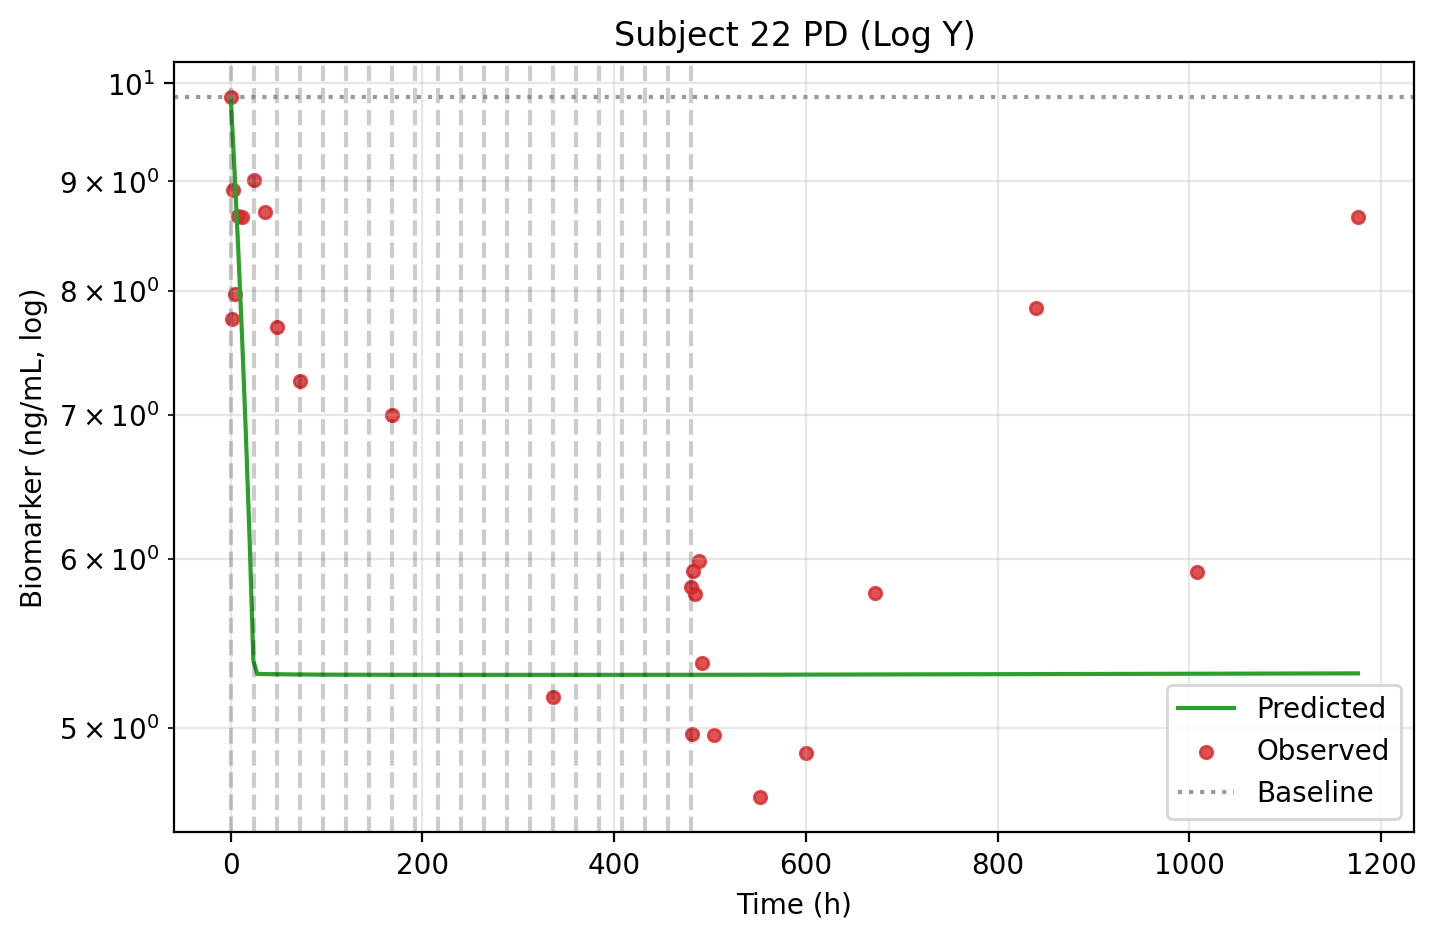 Subject 22 PD (Log Y)
Biomarker (ng/mL, log)
10¹
9 × 10⁰
8 × 10⁰
7 × 10⁰
6 × 10⁰
5 × 10⁰
Predicted
Observed
Baseline
0 200 400 600 800 1000 1200
Time (h)